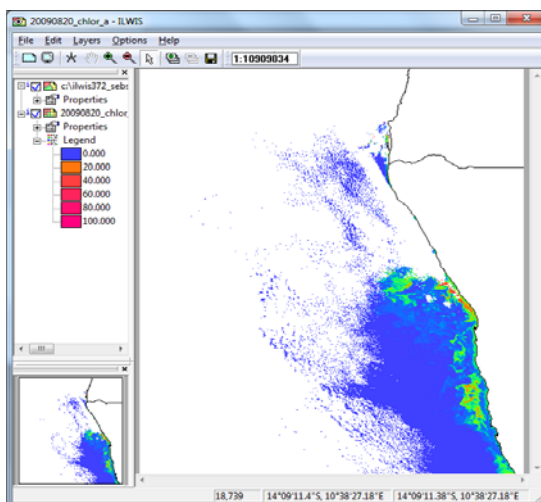 20090820_chlor_a - ILWIS
File Edit Layers Options Help
1:10909034
c:\ilwis372_sebs
Properties
20090820_chlor_
Properties
Legend
0.000
20.000
40.000
60.000
80.000
100.000
18,739 14°09'11.4"S, 10°38'27.18"E 14°09'11.38"S, 10°38'27.18"E